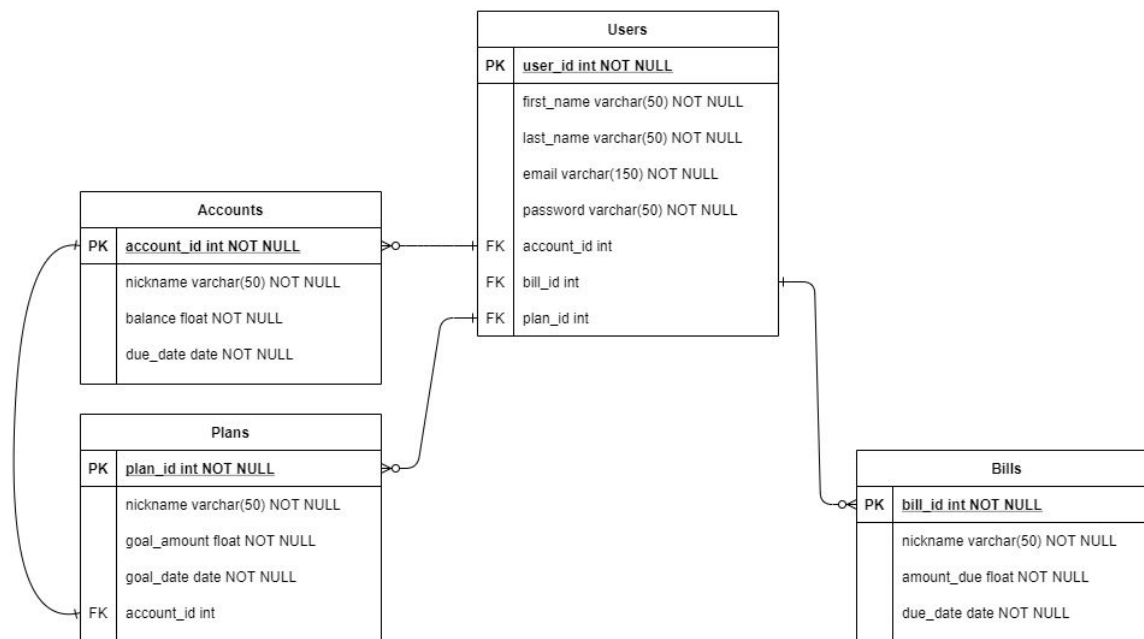 Users
PK user_id int NOT NULL
first_name varchar(50) NOT NULL
last_name varchar(50) NOT NULL
email varchar(150) NOT NULL
password varchar(50) NOT NULL
FK account_id int
FK bill_id int
FK plan_id int
Accounts
PK account_id int NOT NULL
nickname varchar(50) NOT NULL
balance float NOT NULL
due_date date NOT NULL
Plans
PK plan_id int NOT NULL
nickname varchar(50) NOT NULL
goal_amount float NOT NULL
goal_date date NOT NULL
FK account_id int
Bills
PK bill_id int NOT NULL
nickname varchar(50) NOT NULL
amount_due float NOT NULL
due_date date NOT NULL